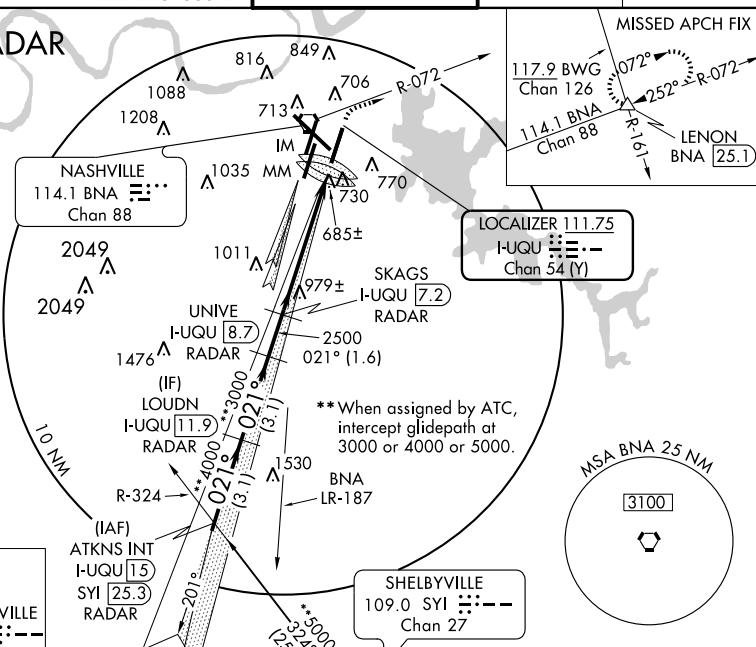 ADAR
816
849
1088
706
R-072
713
1208
IM
MM
NASHVILLE
114.1 BNA
Chan 88
1035
770
730
685±
MISSED APCH FIX
117.9 BWG
Chan 126
072°
252°
R-072
114.1 BNA
Chan 88
R-161
LENON
BNA 25.1
LOCALIZER 111.75
I-UQU
Chan 54 (Y)
2049
2049
1011
979±
SKAGS
I-UQU 7.2
RADAR
UNIVE
I-UQU 8.7
RADAR
2500
021° (1.6)
1476
(IF)
LOUDN
I-UQU 11.9
RADAR
**3000
021°
(3.1)
**When assigned by ATC,
intercept glidepath at
3000 or 4000 or 5000.
10 NM
**4000
021°
(3.1)
1530
BNA
LR-187
R-324
(IAF)
ATKNS INT
I-UQU 15
SYI 25.3
RADAR
201°
MSA BNA 25 NM
3100
SHELBYVILLE
109.0 SYI
Chan 27
**5000
324°
(25
VILLE